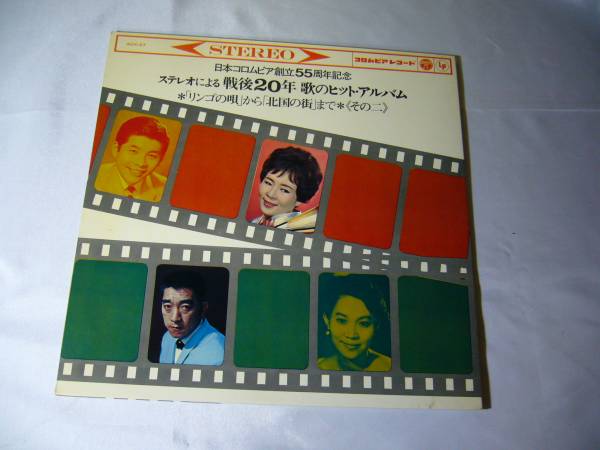 STEREO
コロムビアレコード
LP
日本コロムビア創立55周年記念
ステレオによる 戦後20年 歌のヒット・アルバム
＊「リンゴの唄」から「北国の街」まで＊《その二》